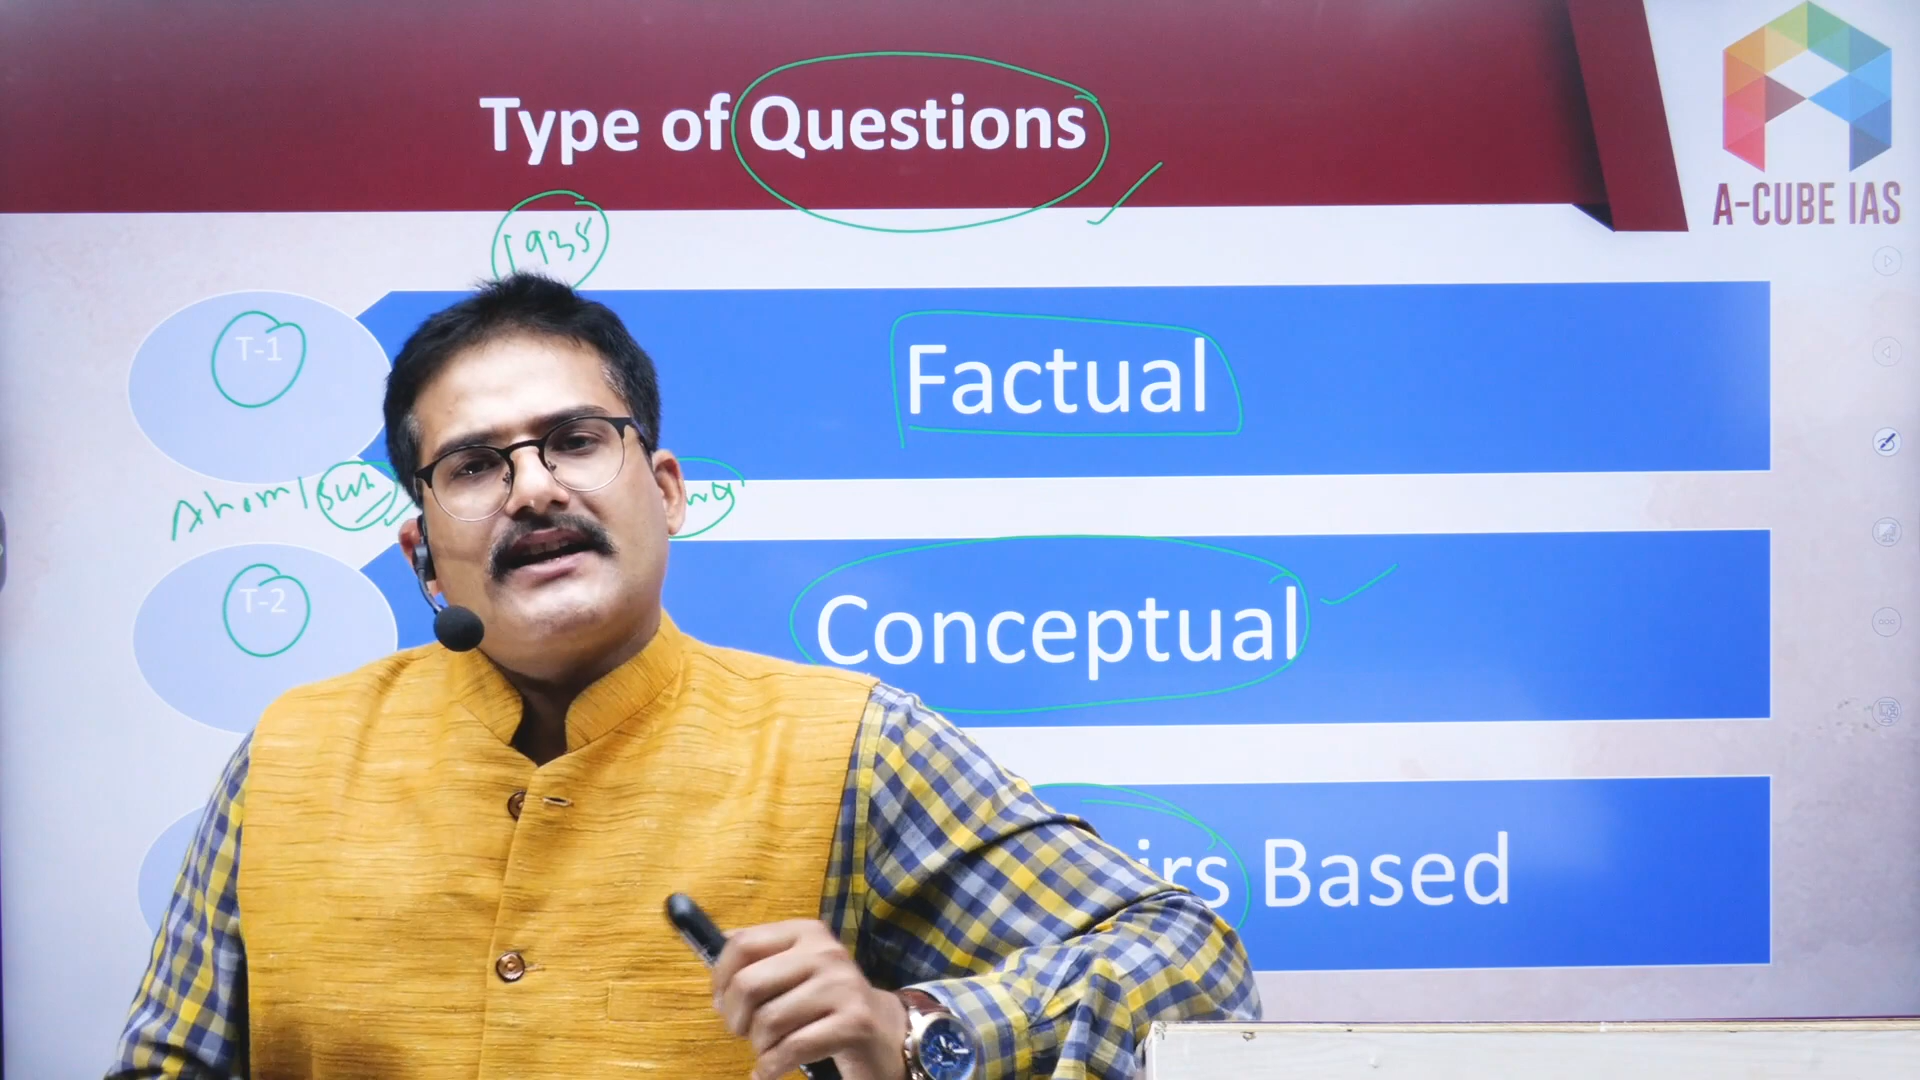 Type of Questions
A-CUBE IAS
1935
T-1
Factual
Ahom
T-2
Conceptual
Based